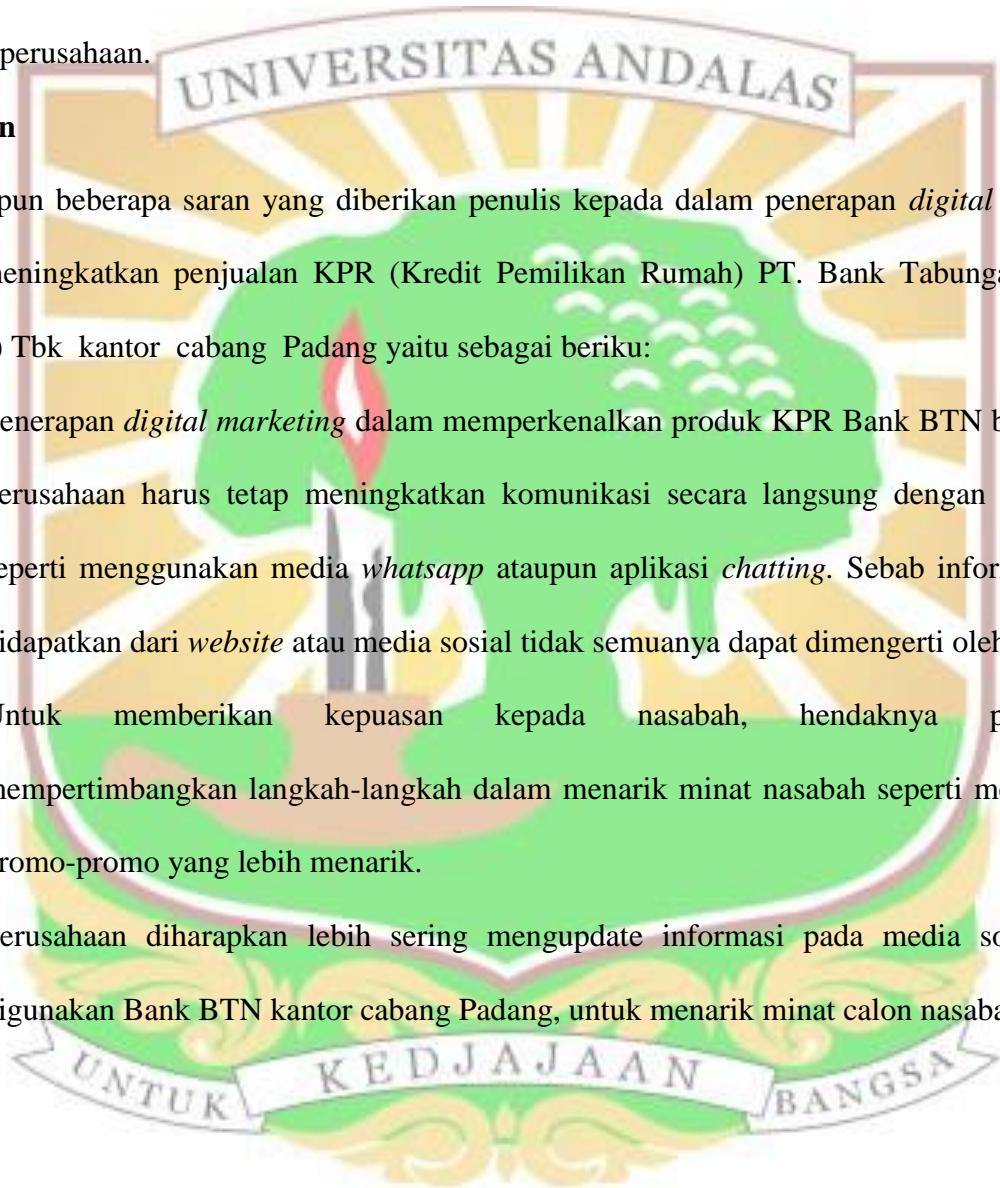 perusahaan.
UNIVERSITAS ANDALAS
n
pun beberapa saran yang diberikan penulis kepada dalam penerapan digital
eningkatkan penjualan KPR (Kredit Pemilikan Rumah) PT. Bank Tabunga
) Tbk kantor cabang Padang yaitu sebagai beriku:
enerapan digital marketing dalam memperkenalkan produk KPR Bank BTN b
erusahaan harus tetap meningkatkan komunikasi secara langsung dengan
eperti menggunakan media whatsapp ataupun aplikasi chatting. Sebab infor
idapatkan dari website atau media sosial tidak semuanya dapat dimengerti oleh
Untuk memberikan kepuasan kepada nasabah, hendaknya p
mempertimbangkan langkah-langkah dalam menarik minat nasabah seperti me
romo-promo yang lebih menarik.
erusahaan diharapkan lebih sering mengupdate informasi pada media so
igunakan Bank BTN kantor cabang Padang, untuk menarik minat calon nasaba
UNTUK KEDJAJAAN BANGSA